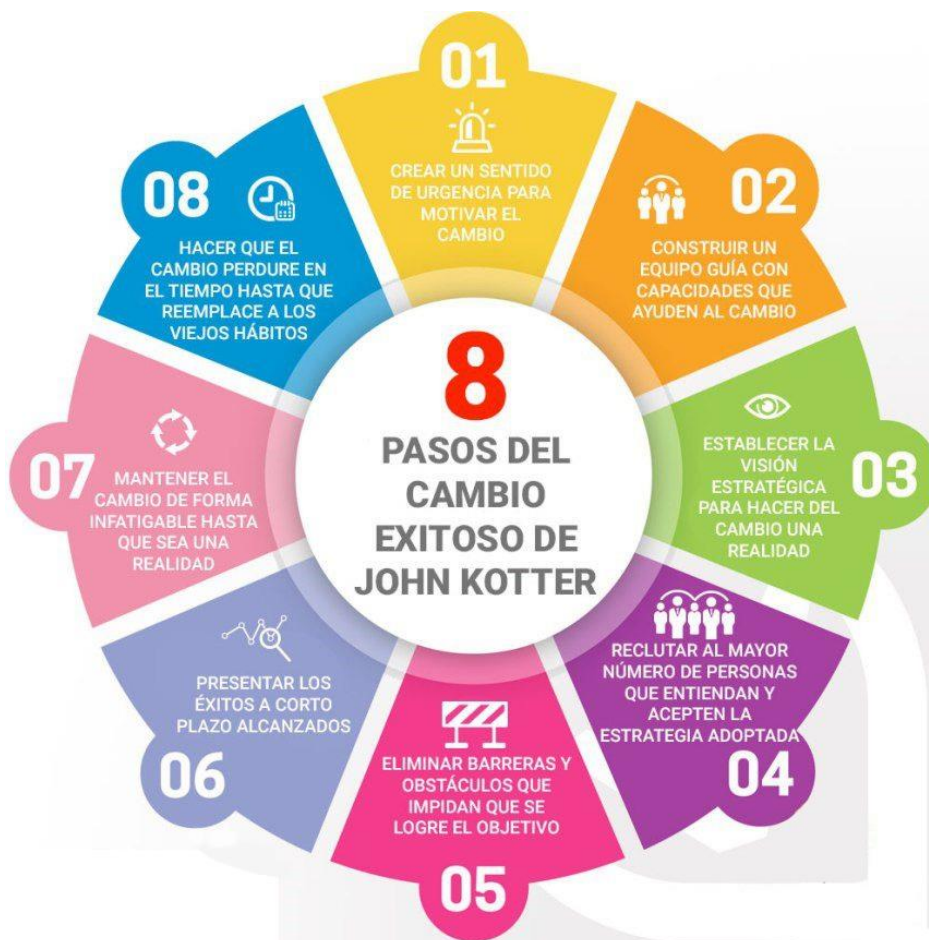 8
PASOS DEL
CAMBIO
EXITOSO DE
JOHN KOTTER
01
CREAR UN SENTIDO
DE URGENCIA PARA
MOTIVAR EL
CAMBIO
02
CONSTRUIR UN
EQUIPO GUÍA CON
CAPACIDADES QUE
AYUDEN AL CAMBIO
03
ESTABLECER LA
VISIÓN
ESTRATÉGICA
PARA HACER DEL
CAMBIO UNA
REALIDAD
RECLUTAR AL MAYOR
NÚMERO DE PERSONAS
QUE ENTIENDAN Y
ACEPTEN LA
ESTRATEGIA ADOPTADA
04
ELIMINAR BARRERAS Y
OBSTÁCULOS QUE
IMPIDAN QUE SE
LOGRE EL OBJETIVO
05
PRESENTAR LOS
ÉXITOS A CORTO
PLAZO ALCANZADOS
06
07
MANTENER EL
CAMBIO DE FORMA
INFATIGABLE HASTA
QUE SEA UNA
REALIDAD
08
HACER QUE EL
CAMBIO PERDURE EN
EL TIEMPO HASTA QUE
REEMPLACE A LOS
VIEJOS HÁBITOS